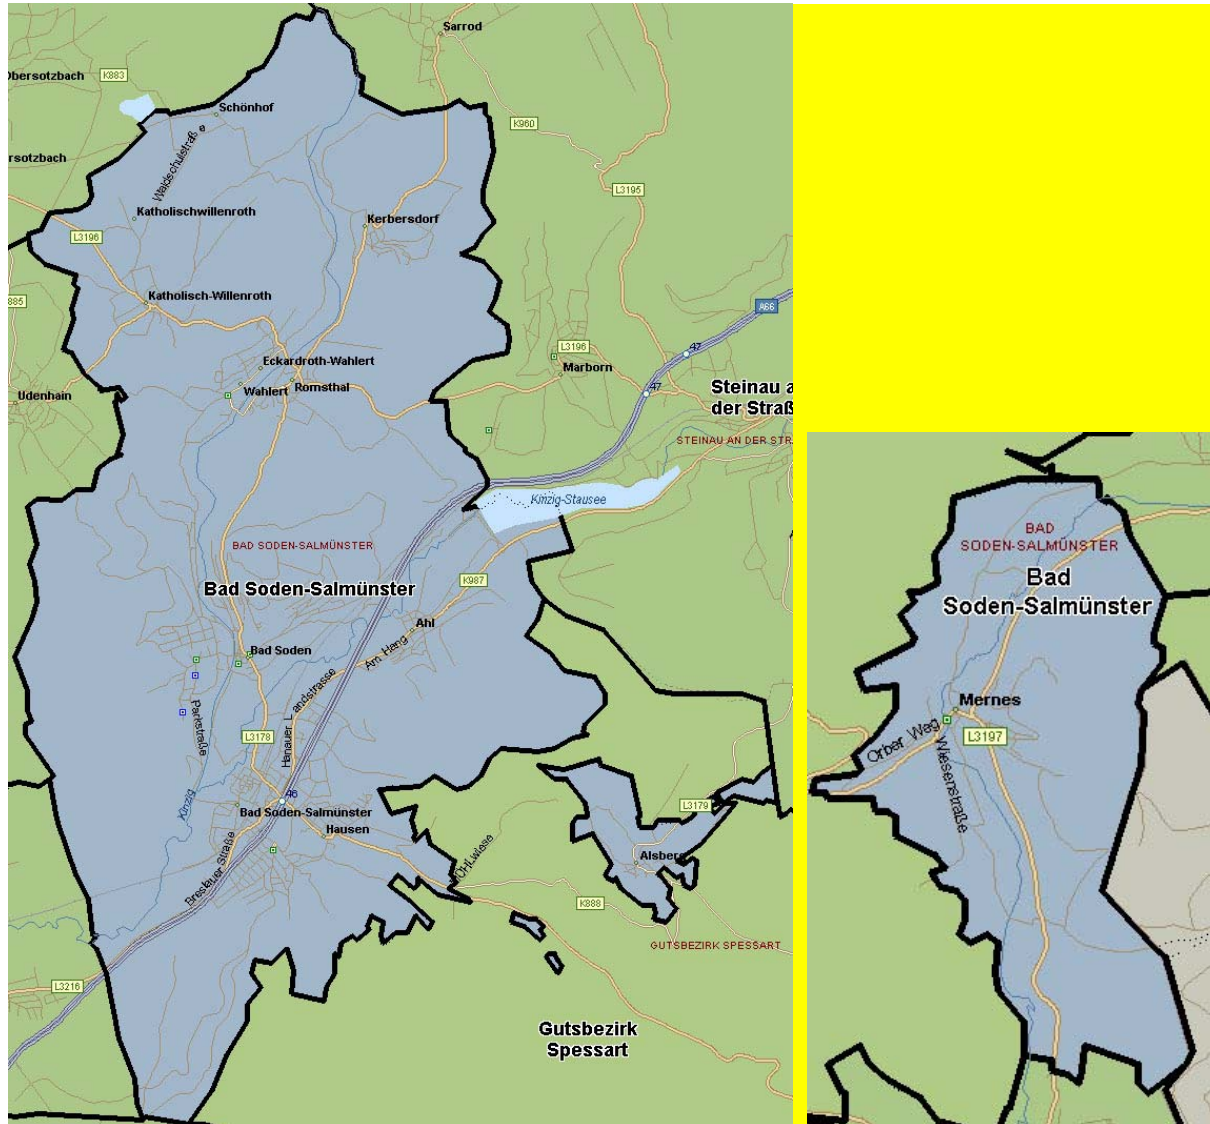 Sarrod
Obersotzbach
K883
Schönhof
K960
rsotzbach
Waldschulstraße
L3195
Katholischwillenroth
Kerbersdorf
L3196
885
Katholisch-Willenroth
A66
47
L3196
Eckardroth-Wahlert
Marborn
47
Steinau a
der Straß
Udenhain
Wahlert
Romsthal
STEINAU AN DER STR
Kinzig-Stausee
BAD SODEN-SALMÜNSTER
Bad Soden-Salmünster
K987
Ahl
Am Hang
Bad Soden
Hanauer Landstrasse
Parkstraße
L3178
Kinzig
46
Bad Soden-Salmünster
Hausen
L3179
Breslauer Straße
Alsberg
K888
GUTSBEZIRK SPESSART
L3216
Gutsbezirk
Spessart
BAD
SODEN-SALMÜNSTER
Bad
Soden-Salmünster
Mernes
Orber Weg
L3197
Wiesenstraße